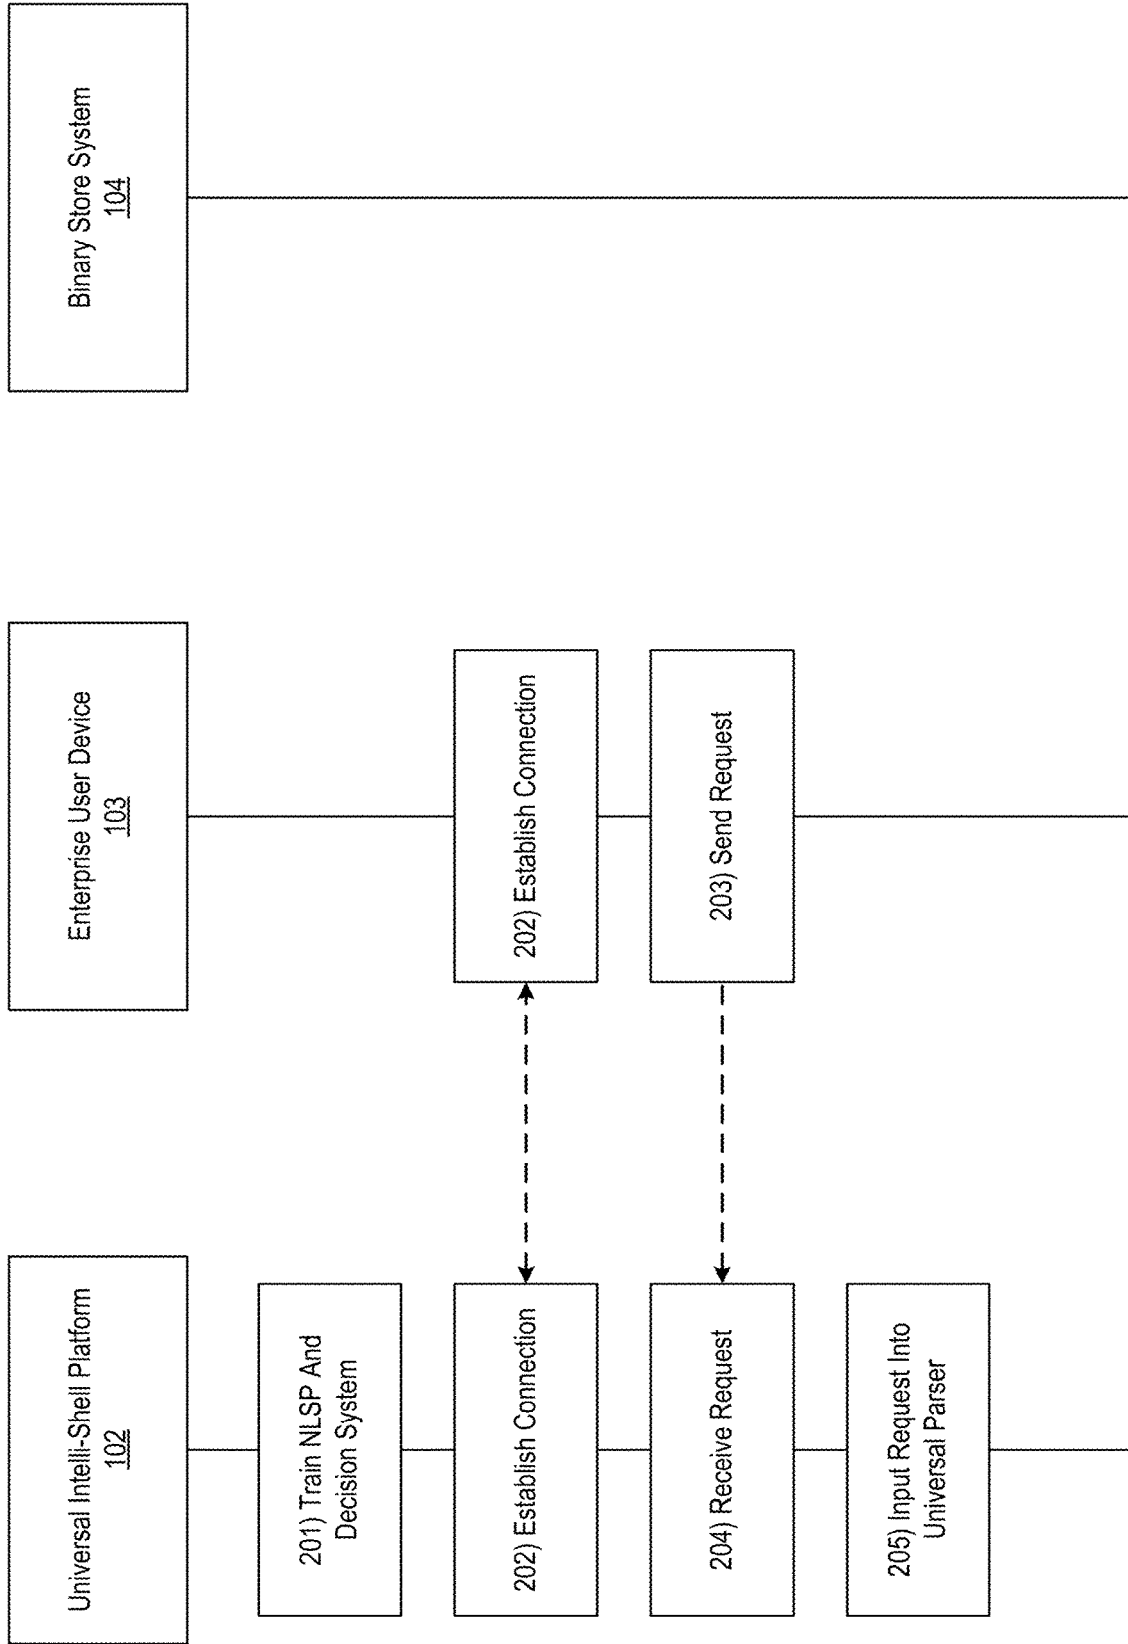 Universal Intelli-Shell Platform
102
Enterprise User Device
103
Binary Store System
104
201) Train NLSP And
Decision System
202) Establish Connection
202) Establish Connection
204) Receive Request
203) Send Request
205) Input Request Into
Universal Parser